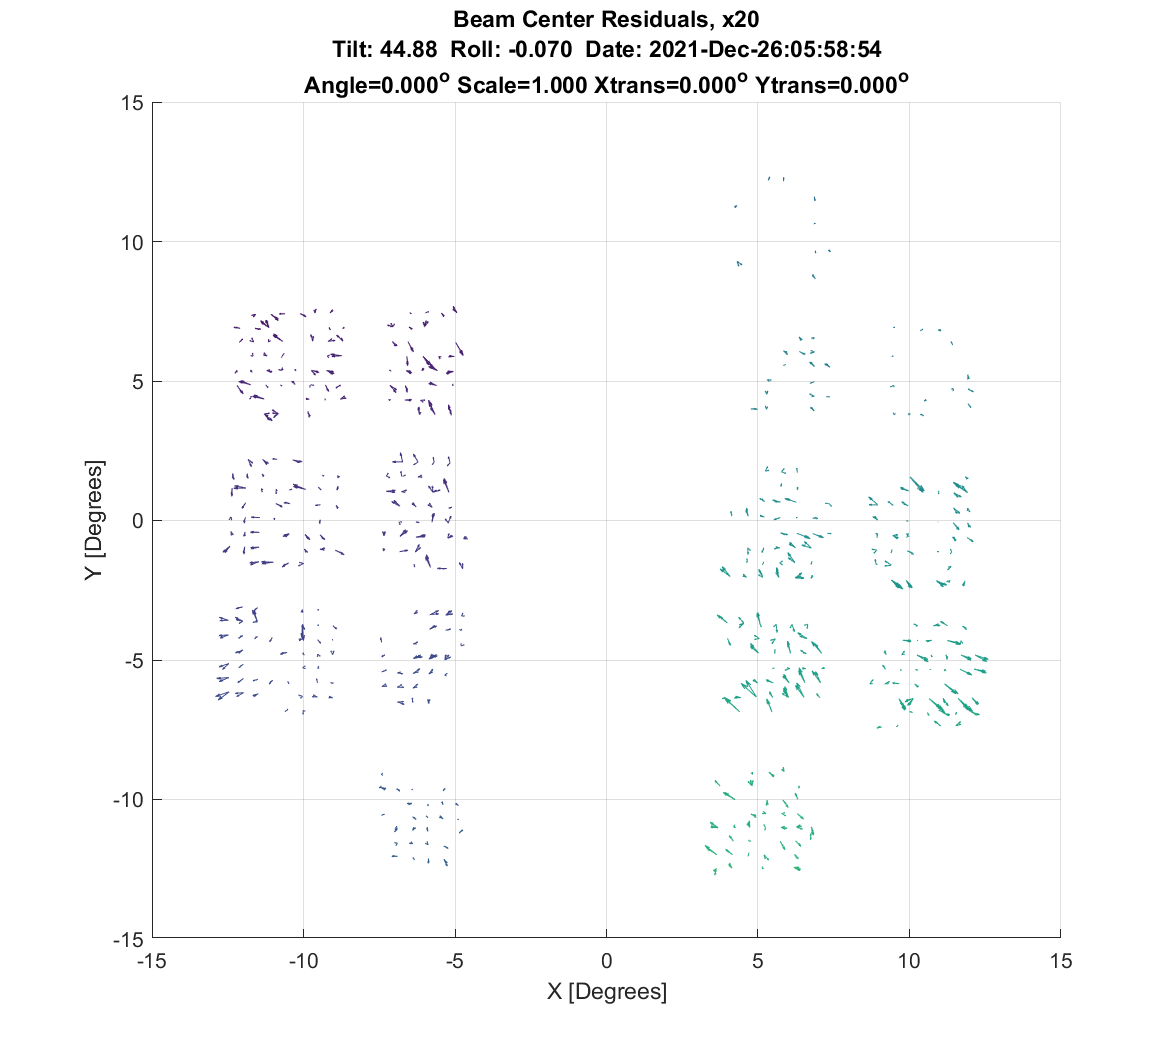 Beam Center Residuals, x20
Tilt: 44.88 Roll: -0.070 Date: 2021-Dec-26:05:58:54
Angle=0.000° Scale=1.000 Xtrans=0.000° Ytrans=0.000°
15
10
5
0
-5
-10
-15
Y [Degrees]
-15 -10 -5 0 5 10 15
X [Degrees]